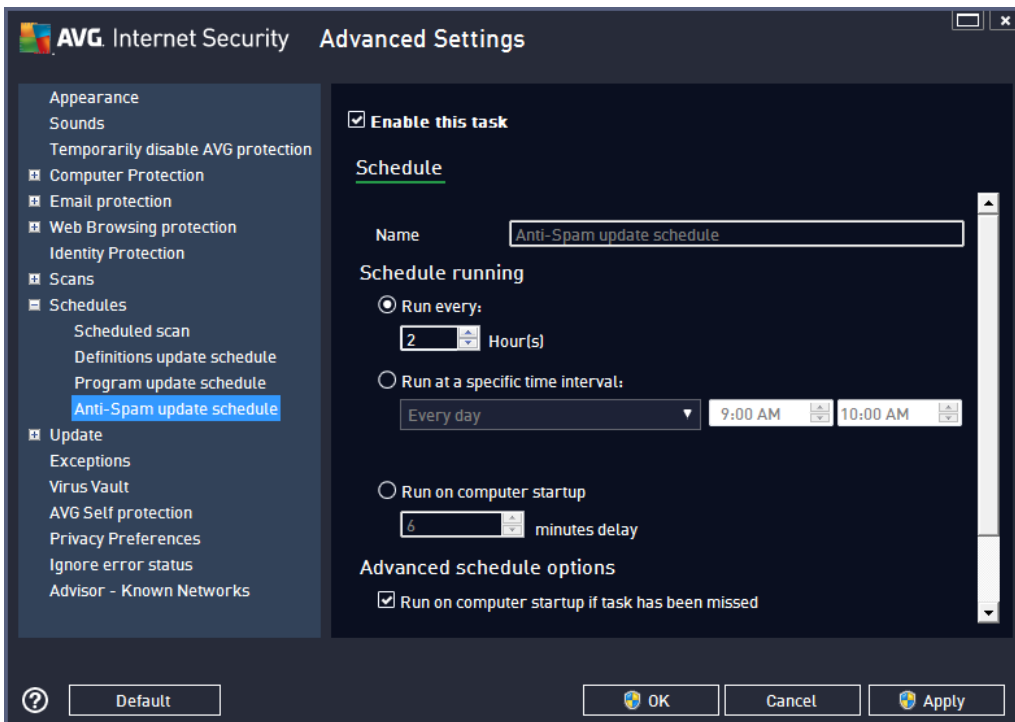 AVG. Internet Security Advanced Settings
Appearance
Sounds
Temporarily disable AVG protection
Computer Protection
Email protection
Web Browsing protection
Identity Protection
Scans
Schedules
Scheduled scan
Definitions update schedule
Program update schedule
Anti-Spam update schedule
Update
Exceptions
Virus Vault
AVG Self protection
Privacy Preferences
Ignore error status
Advisor - Known Networks
Enable this task
Schedule
Name Anti-Spam update schedule
Schedule running
Run every:
2 Hour(s)
Run at a specific time interval:
Every day 9:00 AM 10:00 AM
Run on computer startup
6 minutes delay
Advanced schedule options
Run on computer startup if task has been missed
? Default OK Cancel Apply